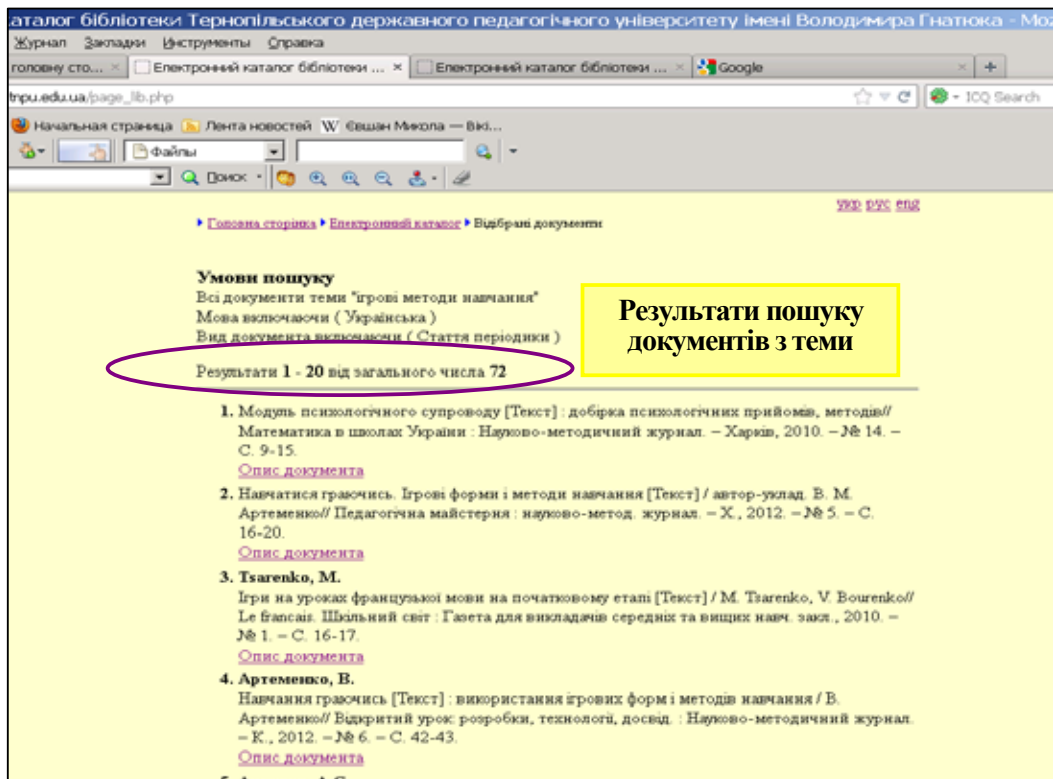 аталог бібліотеки Тернопільського державного педагогічного університету імені Володимира Гнатюка - Мо
Журнал Закладки Инструменты Справка
головну сто... × Електронний каталог бібліотеки ... × Електронний каталог бібліотеки ... × Google × +
tnpu.edu.ua/page_lib.php ICQ Search
Начальная страница Лента новостей W Євшан Микола — Вікі...
Файлы
Поиск
укр рус eng
Головна сторінка Електронний каталог Відібрані документи
Умови пошуку
Всі документи теми "ігрові методи навчання"
Мова включаючи ( Українська )
Вид документа включаючи ( Стаття періодики )
Результати пошуку
документів з теми
Результати 1 - 20 від загального числа 72
1. Модуль психологічного супроводу [Текст] : добірка психологічних прийомів, методів//
Математика в школах України : Науково-методичний журнал. – Харків, 2010. – № 14. –
С. 9-15.
Опис документа
2. Навчатися граючись. Ігрові форми і методи навчання [Текст] / автор-уклад. В. М.
Артеменко// Педагогічна майстерня : науково-метод. журнал. – Х., 2012. – № 5. – С.
16-20.
Опис документа
3. Tsarenko, M.
Ігри на уроках французької мови на початковому етапі [Текст] / M. Tsarenko, V. Bourenko//
Le francais. Шкільний світ : Газета для викладачів середніх та вищих навч. закл., 2010. –
№ 1. – С. 16-17.
Опис документа
4. Артеменко, В.
Навчання граючись [Текст] : використання ігрових форм і методів навчання / В.
Артеменко// Відкритий урок: розробки, технології, досвід. : Науково-методичний журнал.
– К., 2012. – № 6. – С. 42-43.
Опис документа